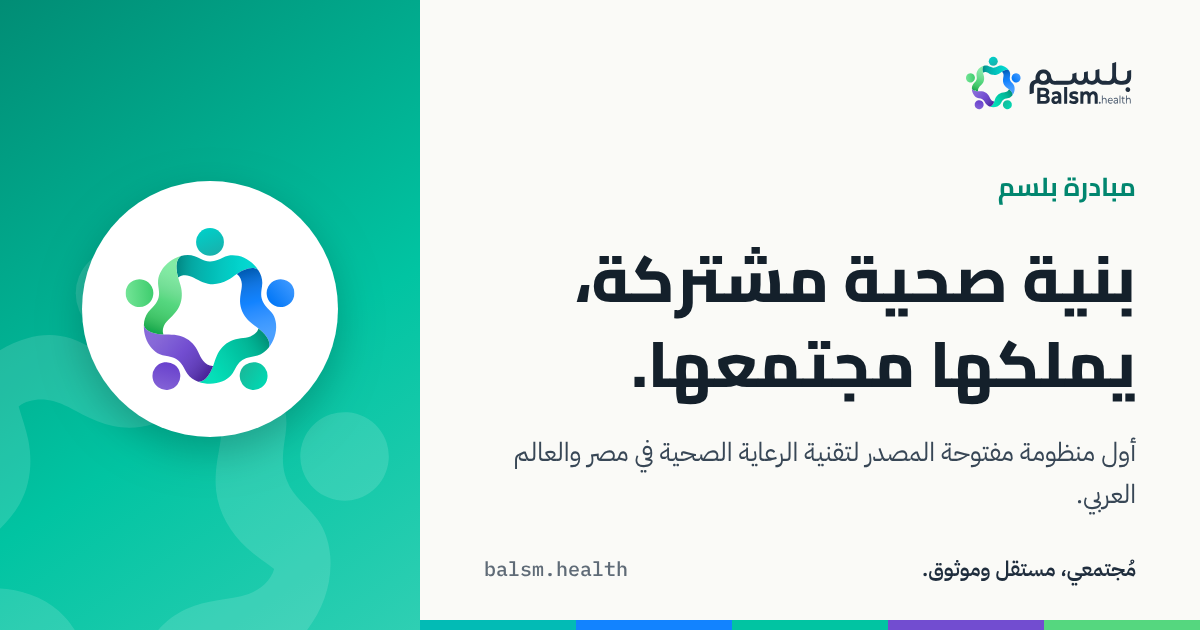 بلسم
Balsm.health
مبادرة بلسم
بنية صحية مشتركة،
يملكها مجتمعها.
أول منظومة مفتوحة المصدر لتقنية الرعاية الصحية في مصر والعالم
العربي.
مُجتمعي، مستقل وموثوق.
balsm.health